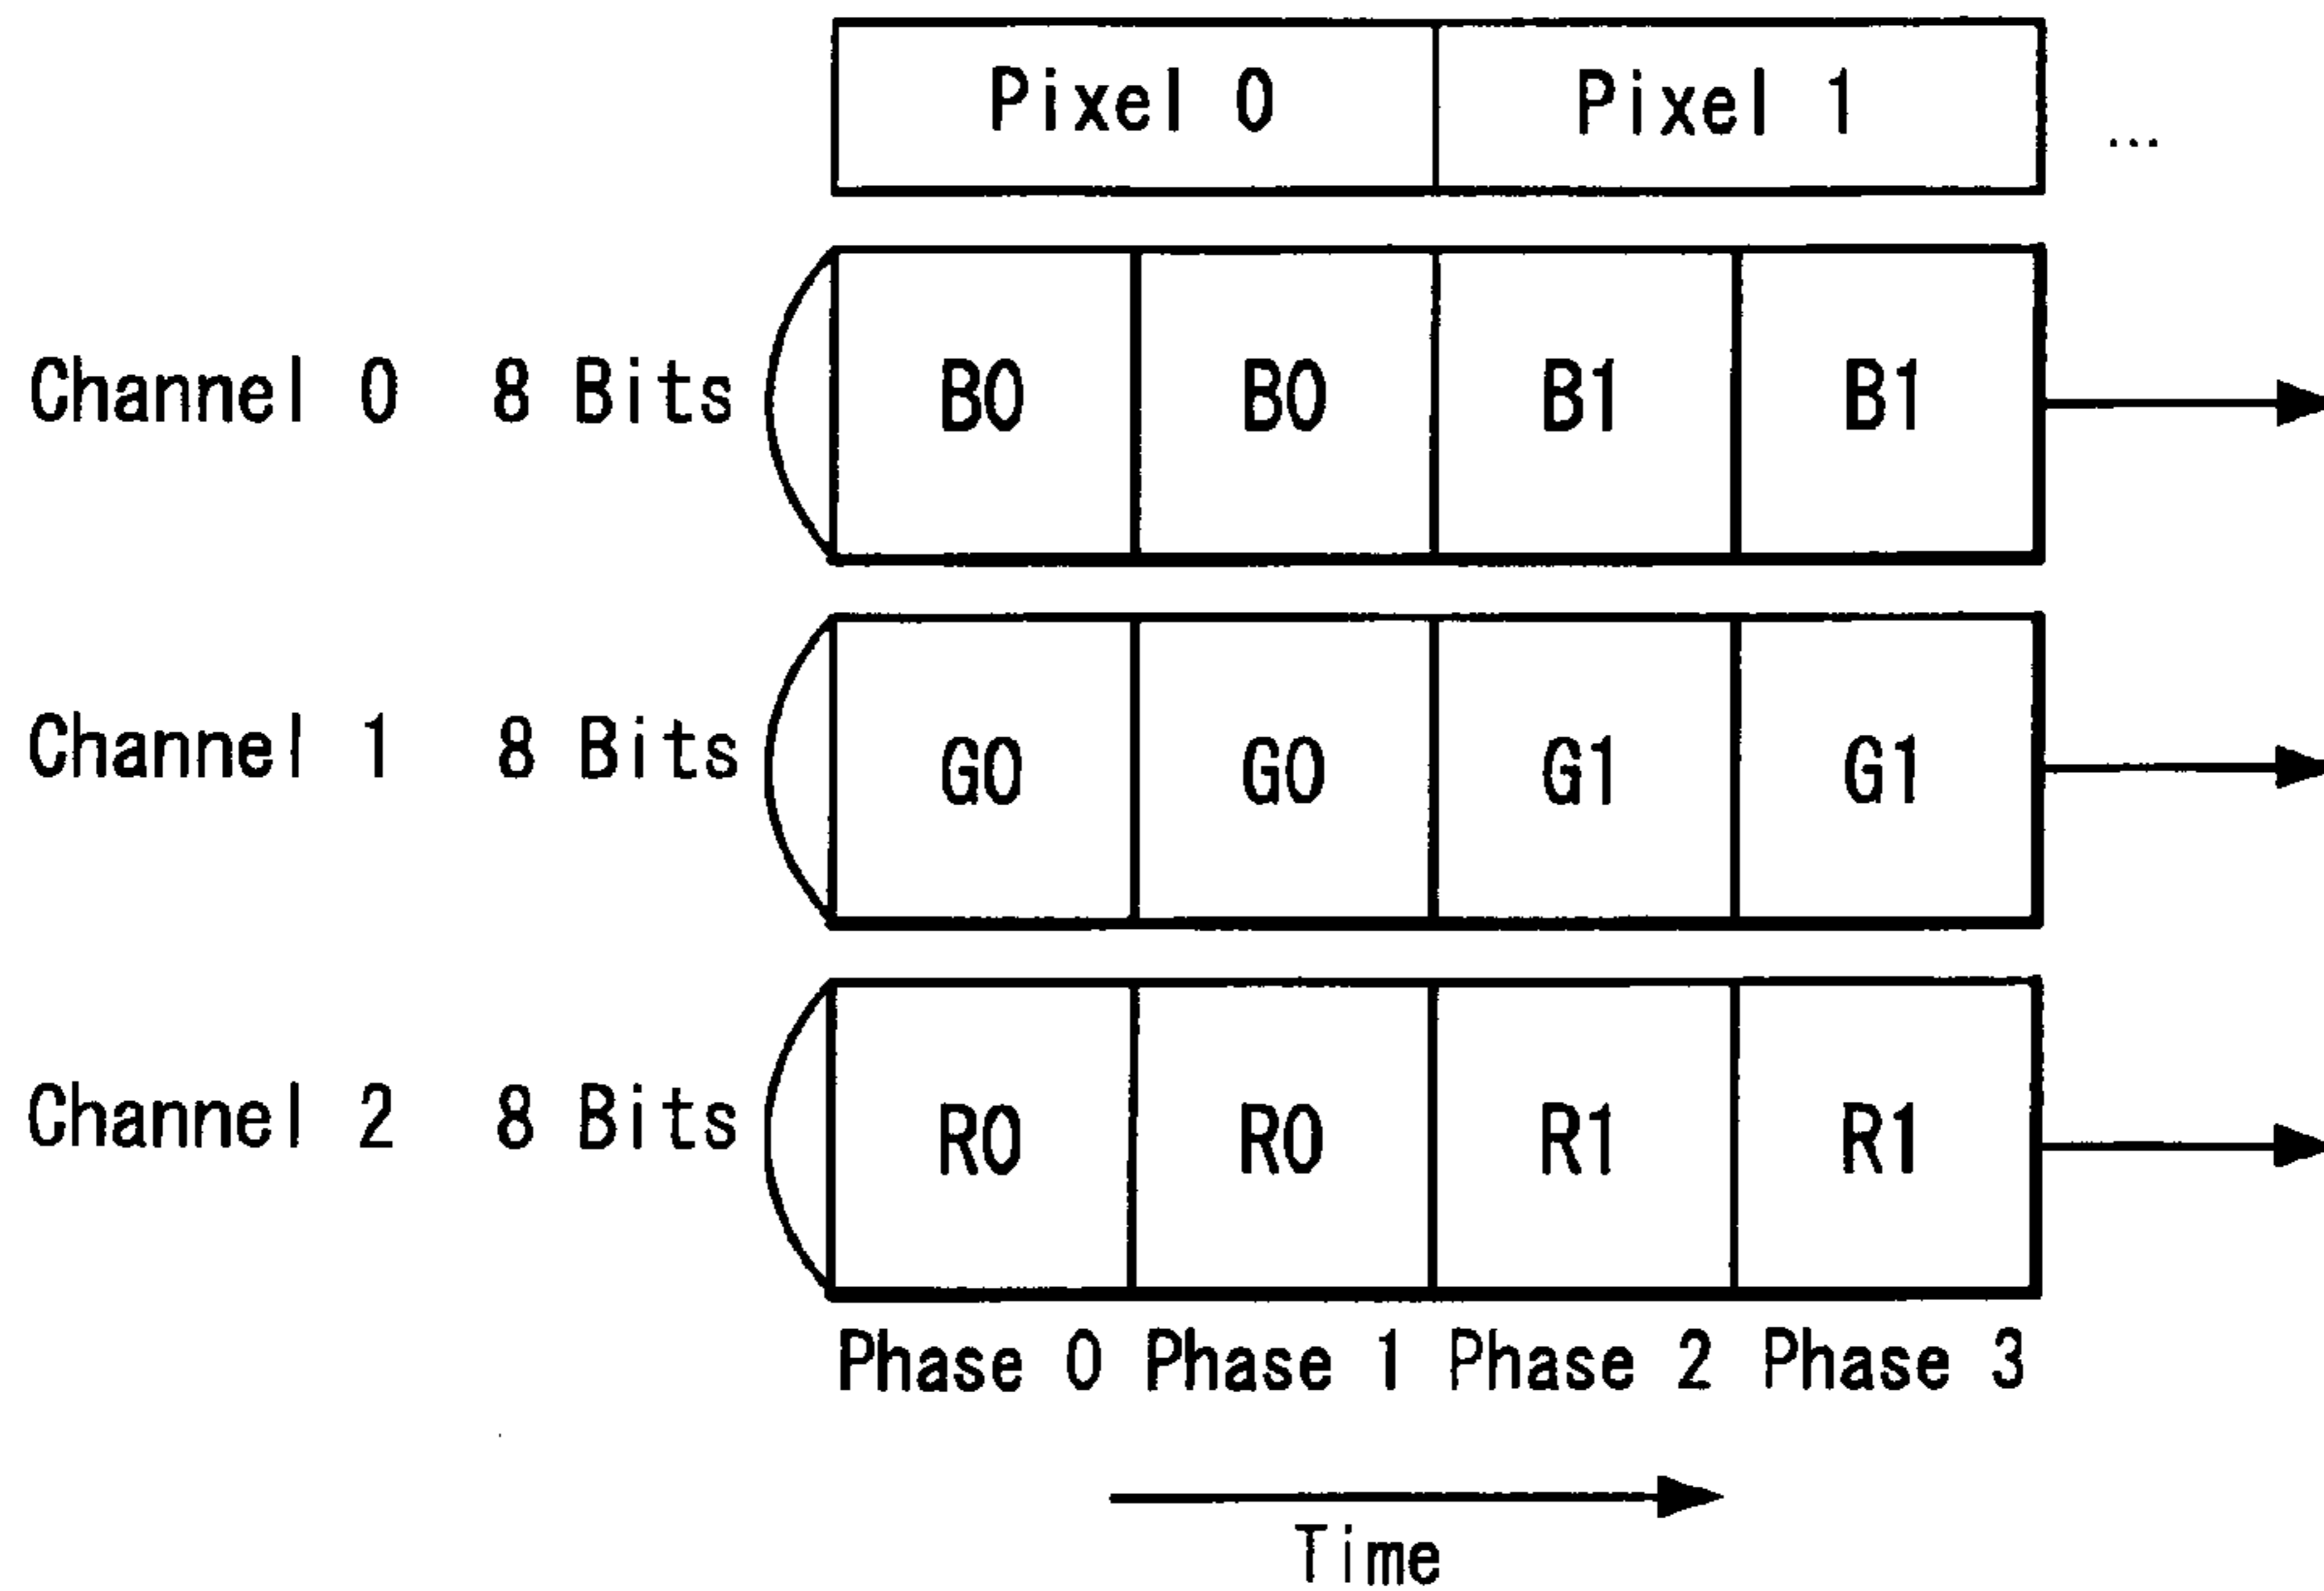 Pixel 0 Pixel 1 ...
Channel 0 8 Bits B0 B0 B1 B1
Channel 1 8 Bits G0 G0 G1 G1
Channel 2 8 Bits R0 R0 R1 R1
Phase 0 Phase 1 Phase 2 Phase 3
Time